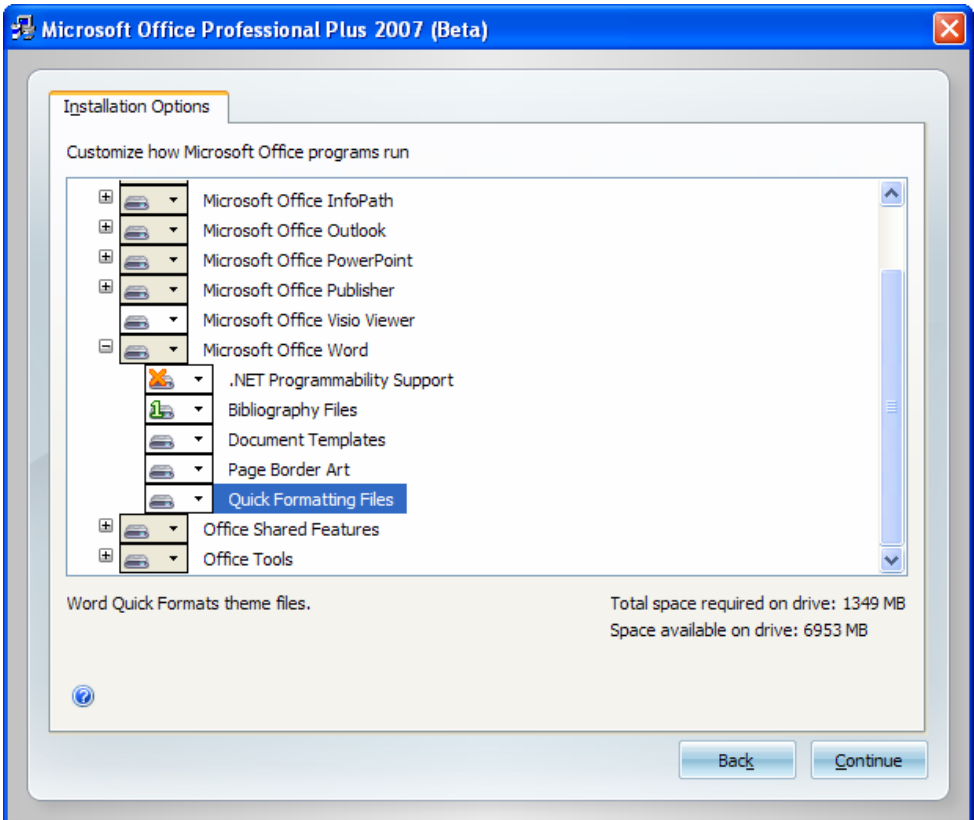 Microsoft Office Professional Plus 2007 (Beta)
Installation Options
Customize how Microsoft Office programs run
Microsoft Office InfoPath
Microsoft Office Outlook
Microsoft Office PowerPoint
Microsoft Office Publisher
Microsoft Office Visio Viewer
Microsoft Office Word
.NET Programmability Support
Bibliography Files
Document Templates
Page Border Art
Quick Formatting Files
Office Shared Features
Office Tools
Word Quick Formats theme files.
Total space required on drive: 1349 MB
Space available on drive: 6953 MB
Back
Continue